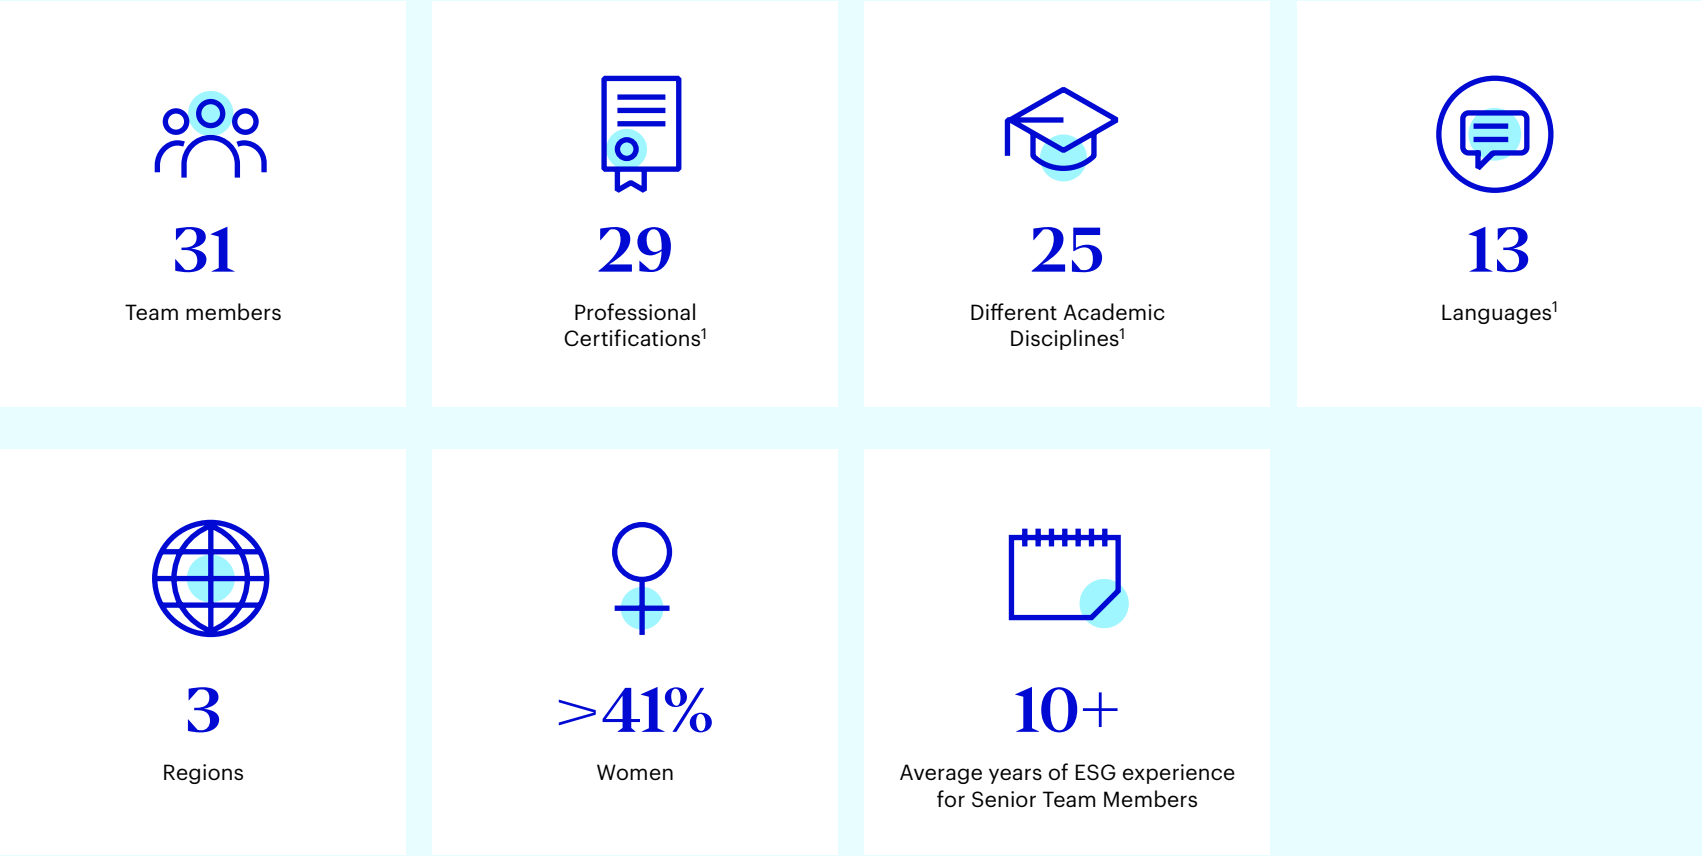 31
Team members
29
Professional
Certifications¹
25
Different Academic
Disciplines¹
13
Languages¹
3
Regions
>41%
Women
10+
Average years of ESG experience
for Senior Team Members